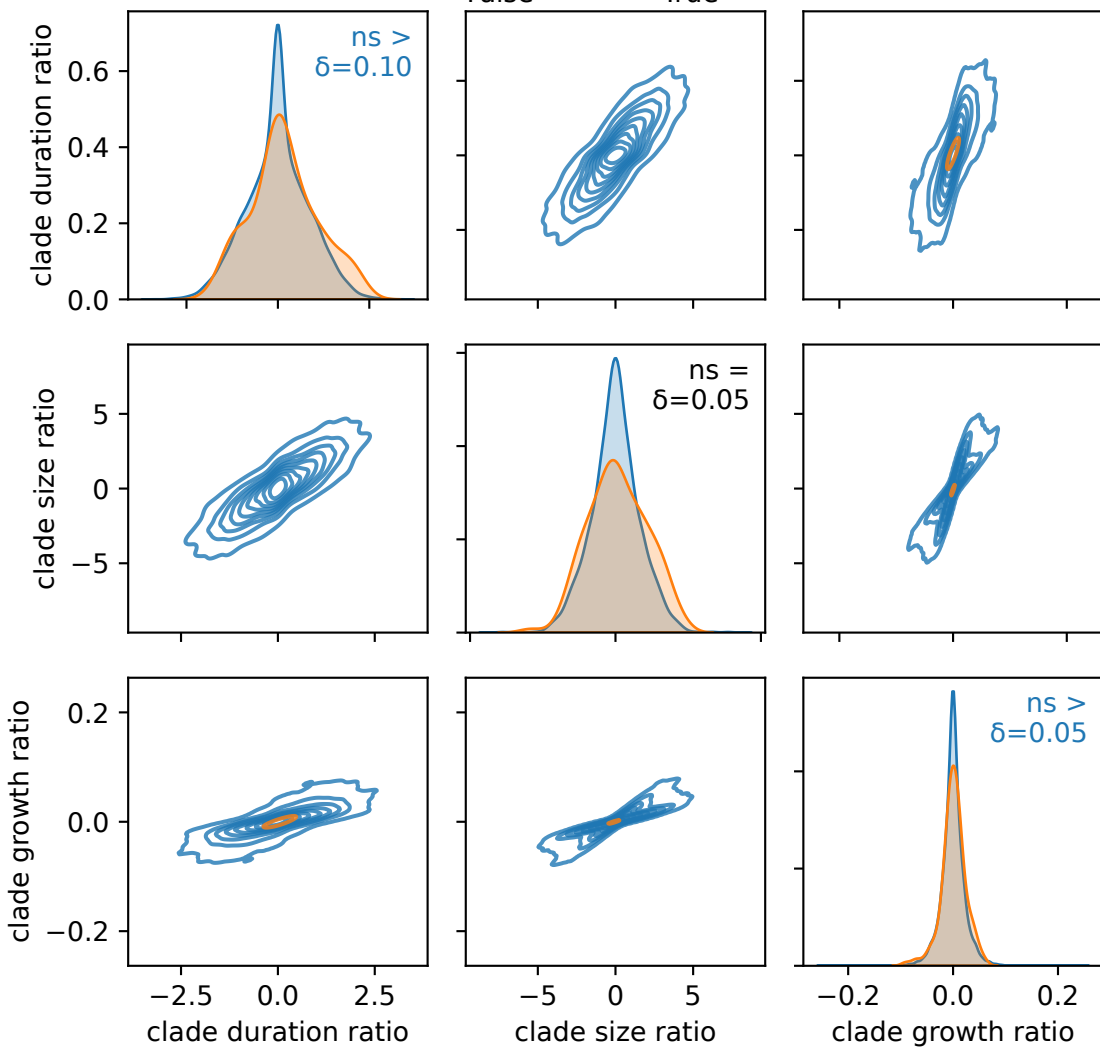 ns >
δ=0.10
clade duration ratio
0.6
0.4
0.2
0.0
ns =
δ=0.05
clade size ratio
5
0
−5
ns >
δ=0.05
clade growth ratio
0.2
0.0
−0.2
−2.5 0.0 2.5
−5 0 5
−0.2 0.0 0.2
clade duration ratio
clade size ratio
clade growth ratio